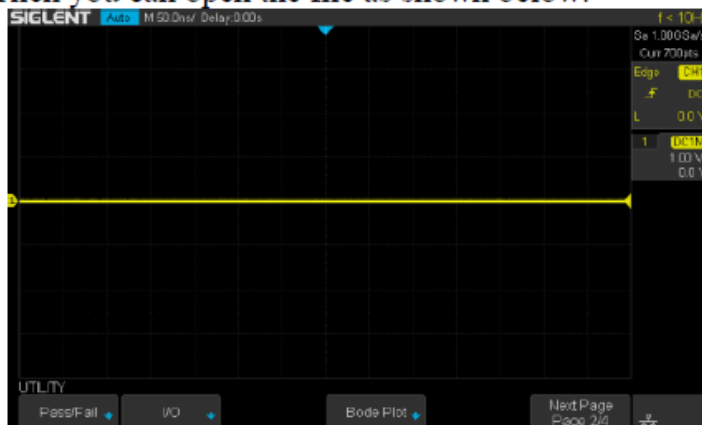 you can open the file as shown below.
SIGLENT Auto M 50.0ns/ Delay:0.00s f < 10H
Sa 1.00GSa/s
Curr 700pts
Edge CH1
DC
L 0.0 V
1 DC1M
1.00 V
0.0 V
1
UTILITY
Pass/Fail I/O Bode Plot Next Page
Page 2/4